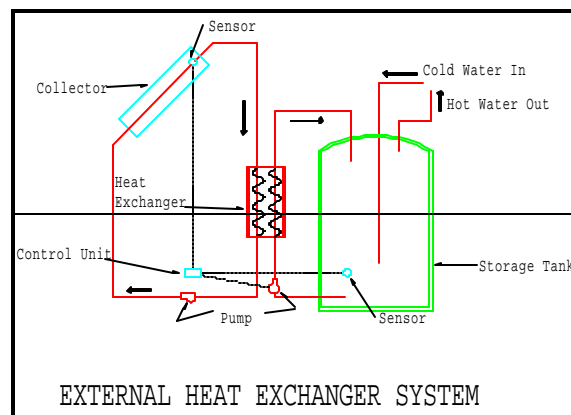 Sensor
Cold Water In
Collector
Hot Water Out
Heat
Exchanger
Control Unit
Storage Tank
Pump
Sensor
EXTERNAL HEAT EXCHANGER SYSTEM